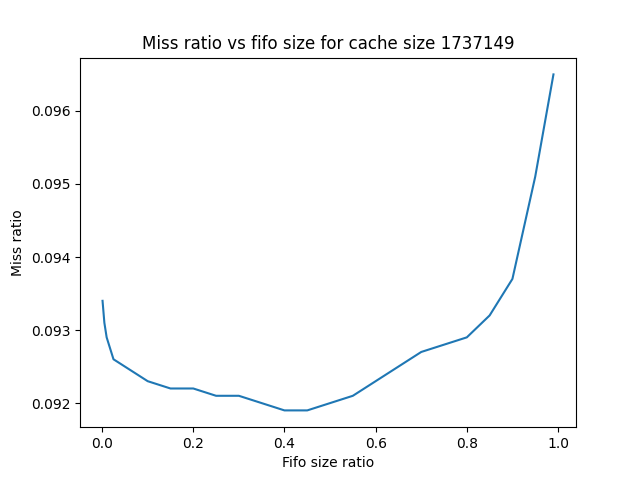 Miss ratio vs fifo size for cache size 1737149
0.096
0.095
0.094
0.093
0.092
Miss ratio
0.0 0.2 0.4 0.6 0.8 1.0
Fifo size ratio